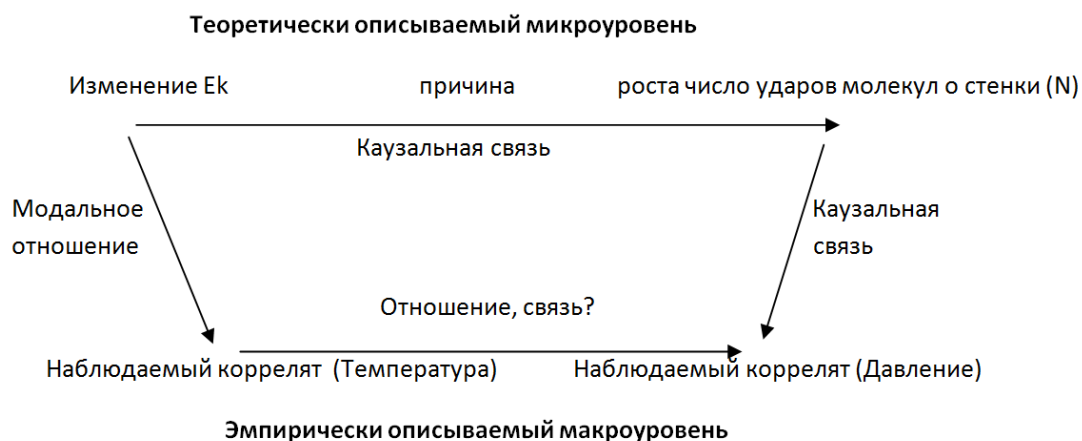 Теоретически описываемый микроуровень
Изменение Ek причина роста число ударов молекул о стенки (N)
Каузальная связь
Модальное
отношение
Каузальная
связь
Отношение, связь?
Наблюдаемый коррелят (Температура) Наблюдаемый коррелят (Давление)
Эмпирически описываемый макроуровень